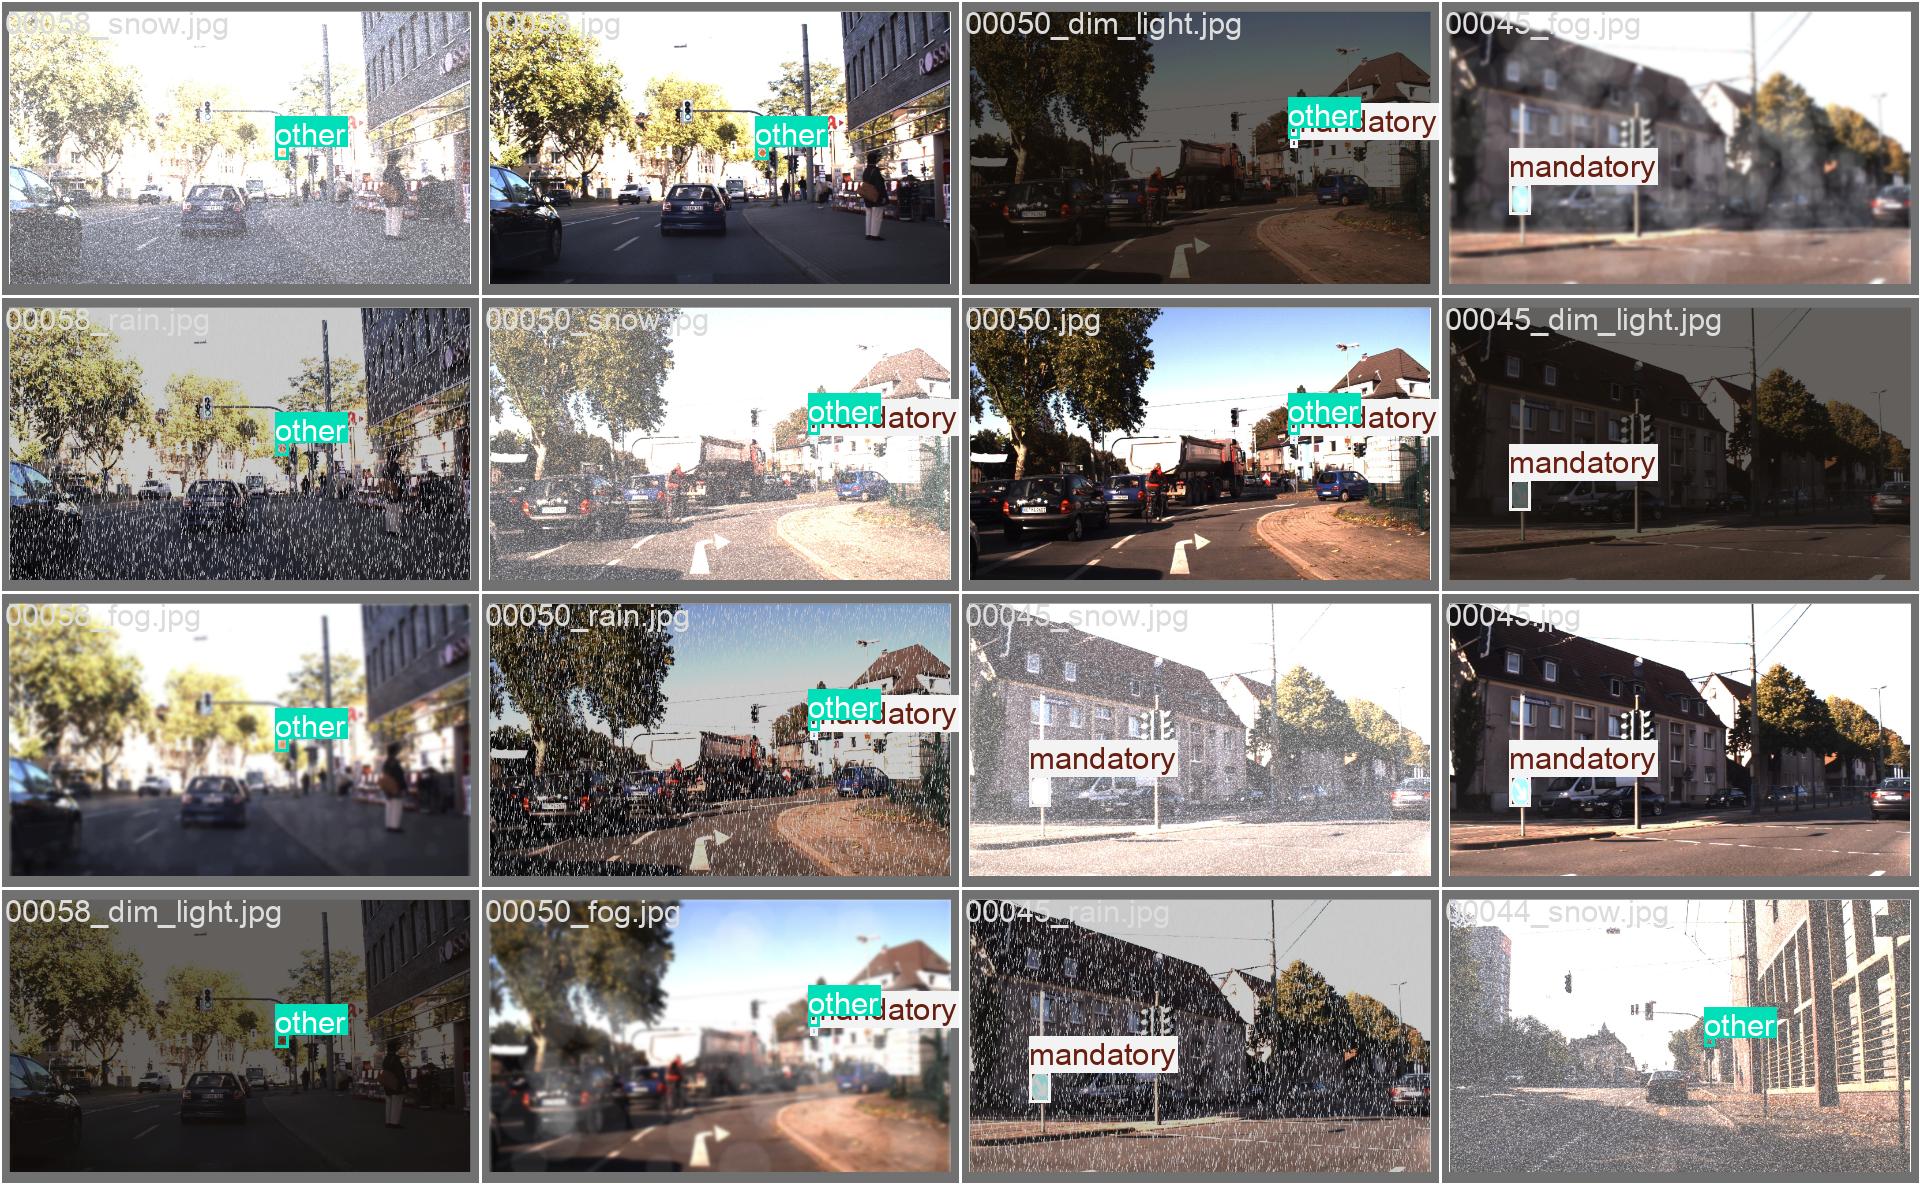 00058_snow.jpg
00058.jpg
00050_dim_light.jpg
00045_fog.jpg
other
other
other
mandatory
mandatory
00058_rain.jpg
00050_snow.jpg
00050.jpg
00045_dim_light.jpg
other
other
mandatory
other
mandatory
mandatory
00058_fog.jpg
00050_rain.jpg
00045_snow.jpg
00045.jpg
other
other
mandatory
mandatory
mandatory
00058_dim_light.jpg
00050_fog.jpg
00045_rain.jpg
00044_snow.jpg
other
other
mandatory
mandatory
other